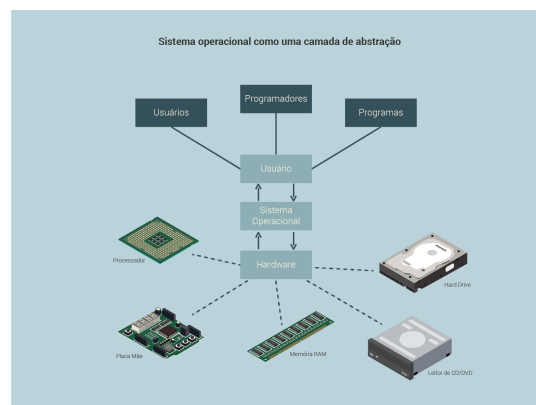 Sistema operacional como uma camada de abstração
Usuários
Programadores
Programas
Usuário
Sistema
Operacional
Hardware
Processador
Hard Drive
Placa Mãe
Memória RAM
Leitor de CD/DVD